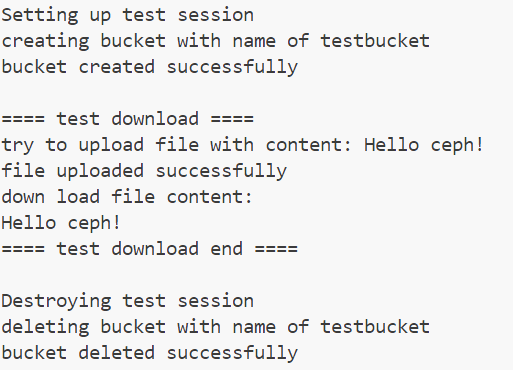 Setting up test session
creating bucket with name of testbucket
bucket created successfully
==== test download ====
try to upload file with content: Hello ceph!
file uploaded successfully
down load file content:
Hello ceph!
==== test download end ====
Destroying test session
deleting bucket with name of testbucket
bucket deleted successfully